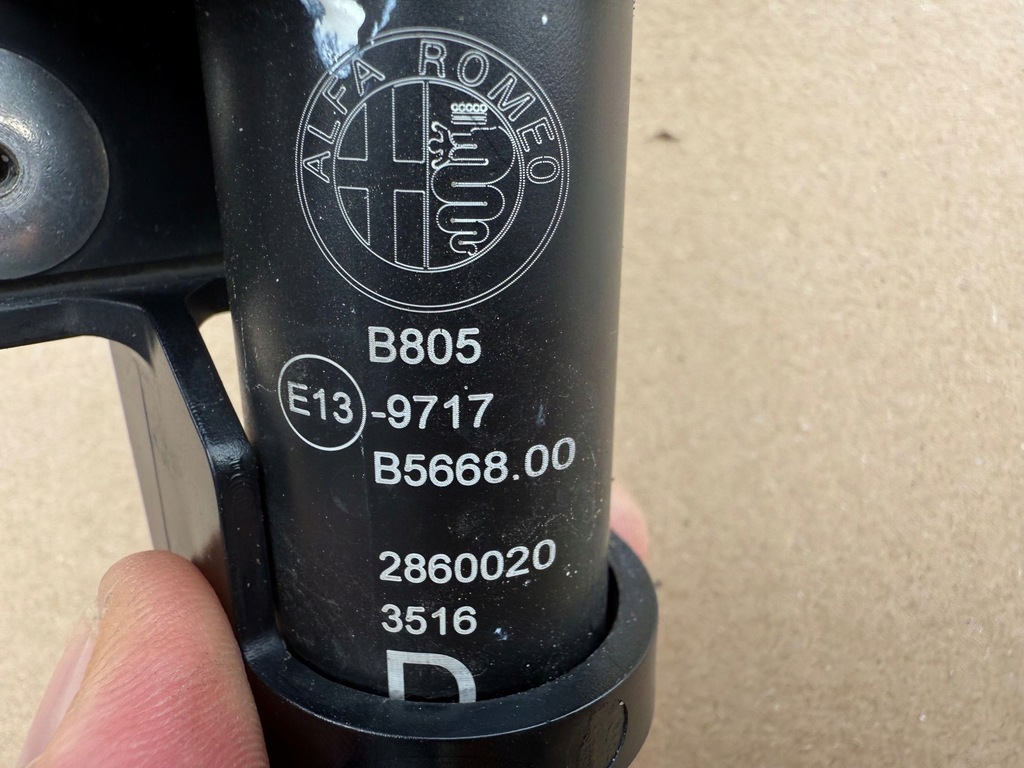 ALFA ROMEO
B805
E13 -9717
B5668.00
2860020
3516